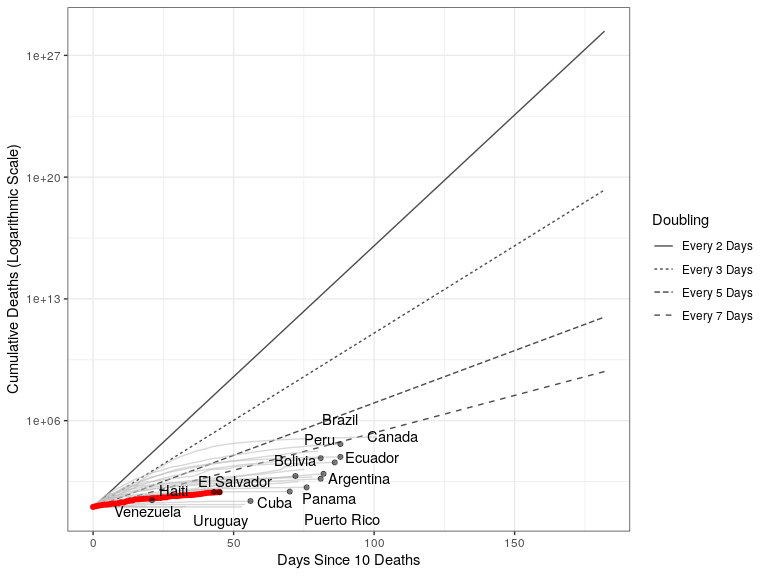 Cumulative Deaths (Logarithmic Scale)
1e+27
1e+20
1e+13
1e+06
Brazil
Peru
Canada
Bolivia
Ecuador
El Salvador
Argentina
Haiti
Panama
Cuba
Venezuela
Uruguay
Puerto Rico
0
50
100
150
Days Since 10 Deaths
Doubling
Every 2 Days
Every 3 Days
Every 5 Days
Every 7 Days